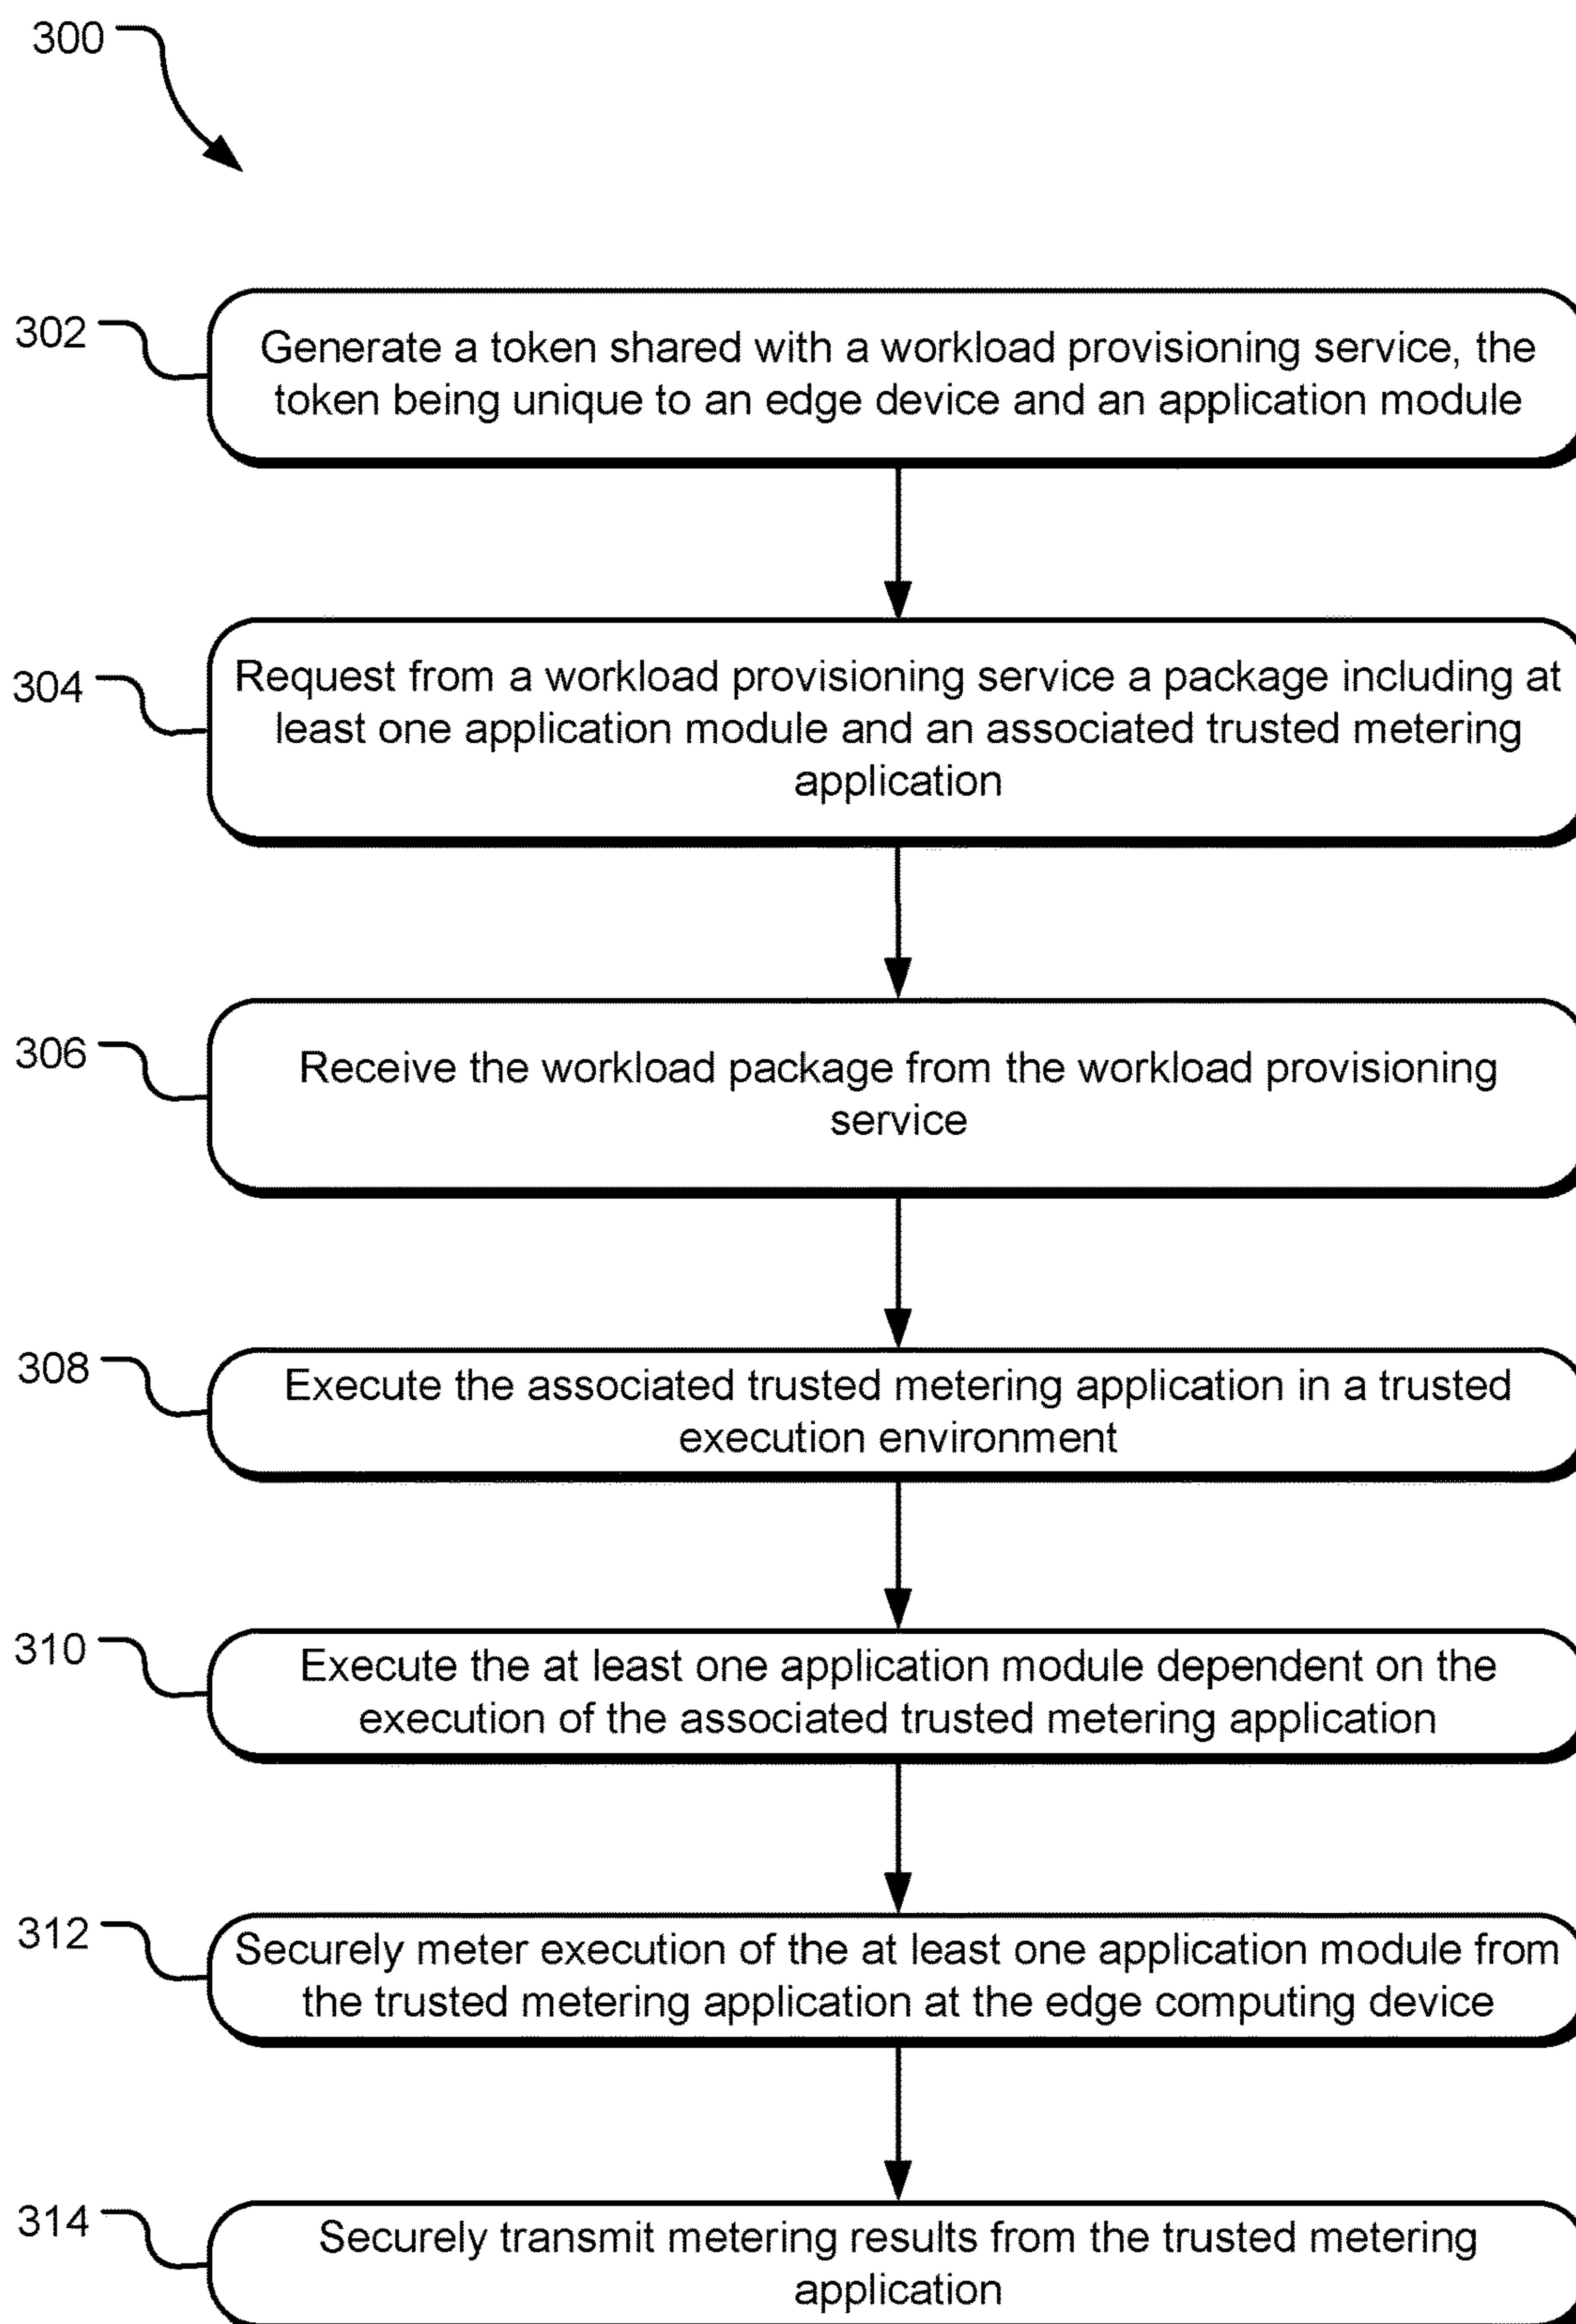 300
302
Generate a token shared with a workload provisioning service, the
token being unique to an edge device and an application module
304
Request from a workload provisioning service a package including at
least one application module and an associated trusted metering
application
306
Receive the workload package from the workload provisioning
service
308
Execute the associated trusted metering application in a trusted
execution environment
310
Execute the at least one application module dependent on the
execution of the associated trusted metering application
312
Securely meter execution of the at least one application module from
the trusted metering application at the edge computing device
314
Securely transmit metering results from the trusted metering
application